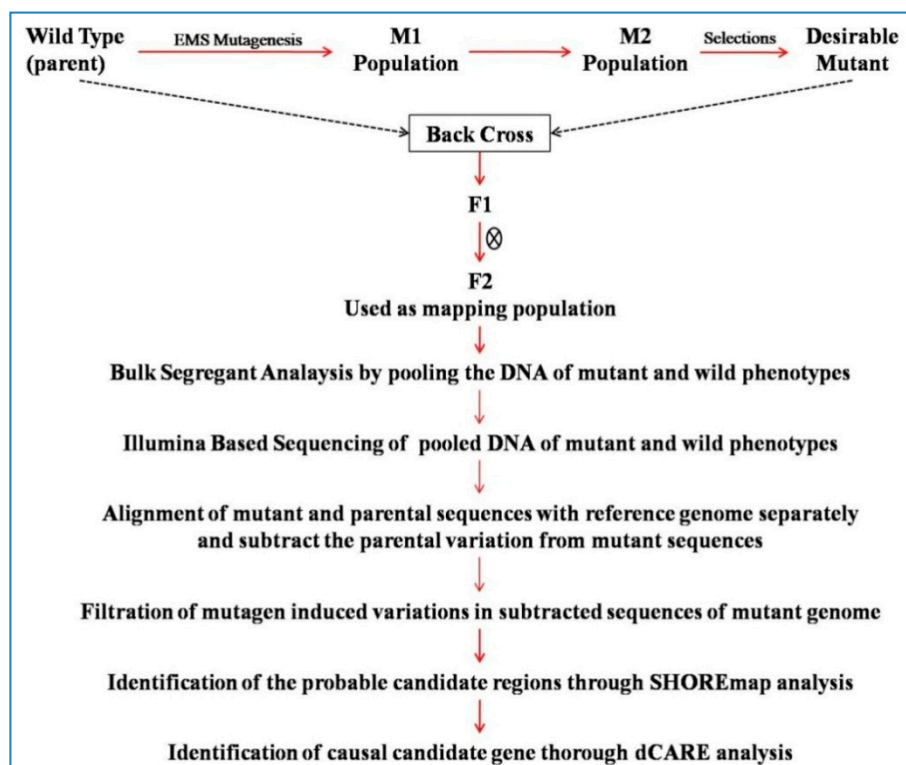 Wild Type
(parent)
EMS Mutagenesis
M1
Population
M2
Population
Selections
Desirable
Mutant
Back Cross
F1
F2
Used as mapping population
Bulk Segregant Analaysis by pooling the DNA of mutant and wild phenotypes
Illumina Based Sequencing of pooled DNA of mutant and wild phenotypes
Alignment of mutant and parental sequences with reference genome separately
and subtract the parental variation from mutant sequences
Filtration of mutagen induced variations in subtracted sequences of mutant genome
Identification of the probable candidate regions through SHOREmap analysis
Identification of causal candidate gene thorough dCARE analysis